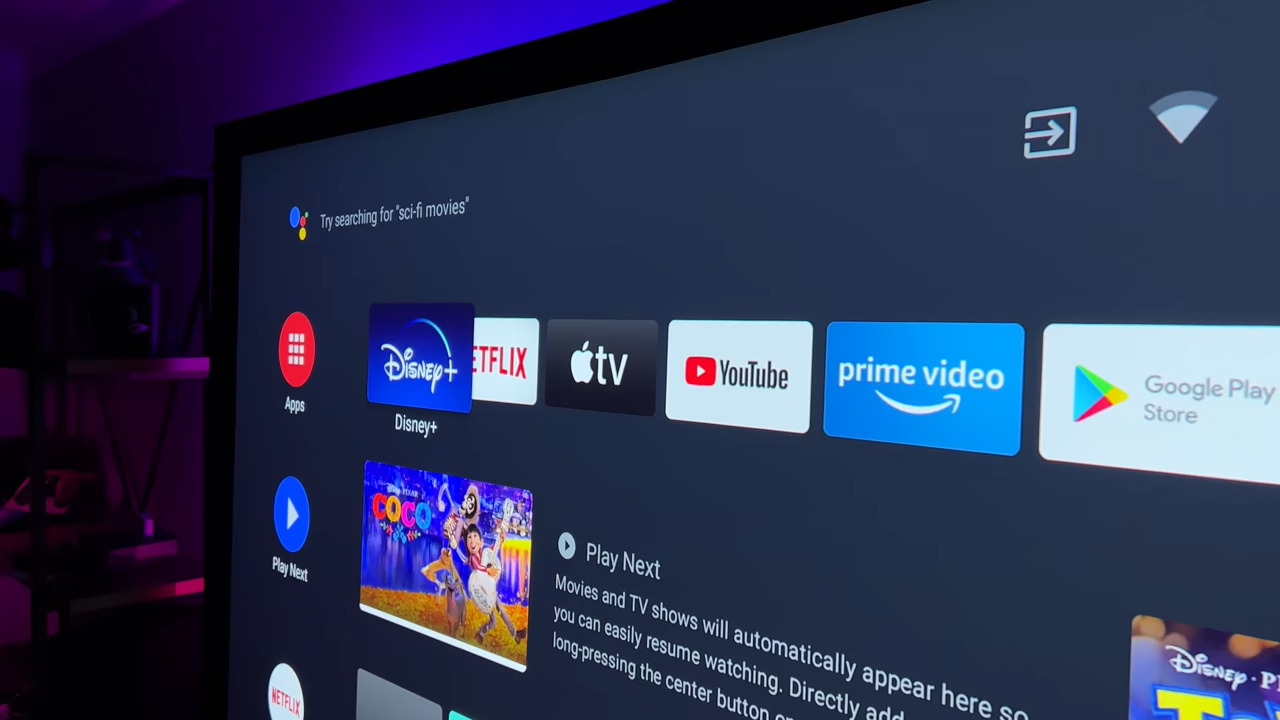 Try searching for "sci-fi movies"
Apps
Disney+
ETFLIX
tv
YouTube
prime video
Google Play
Store
Disney+
Disney PIXAR
COCO
Play Next
Play Next
Movies and TV shows will automatically appear here so
you can easily resume watching. Directly add
long-pressing the center button on
NETFLIX
Disney · P